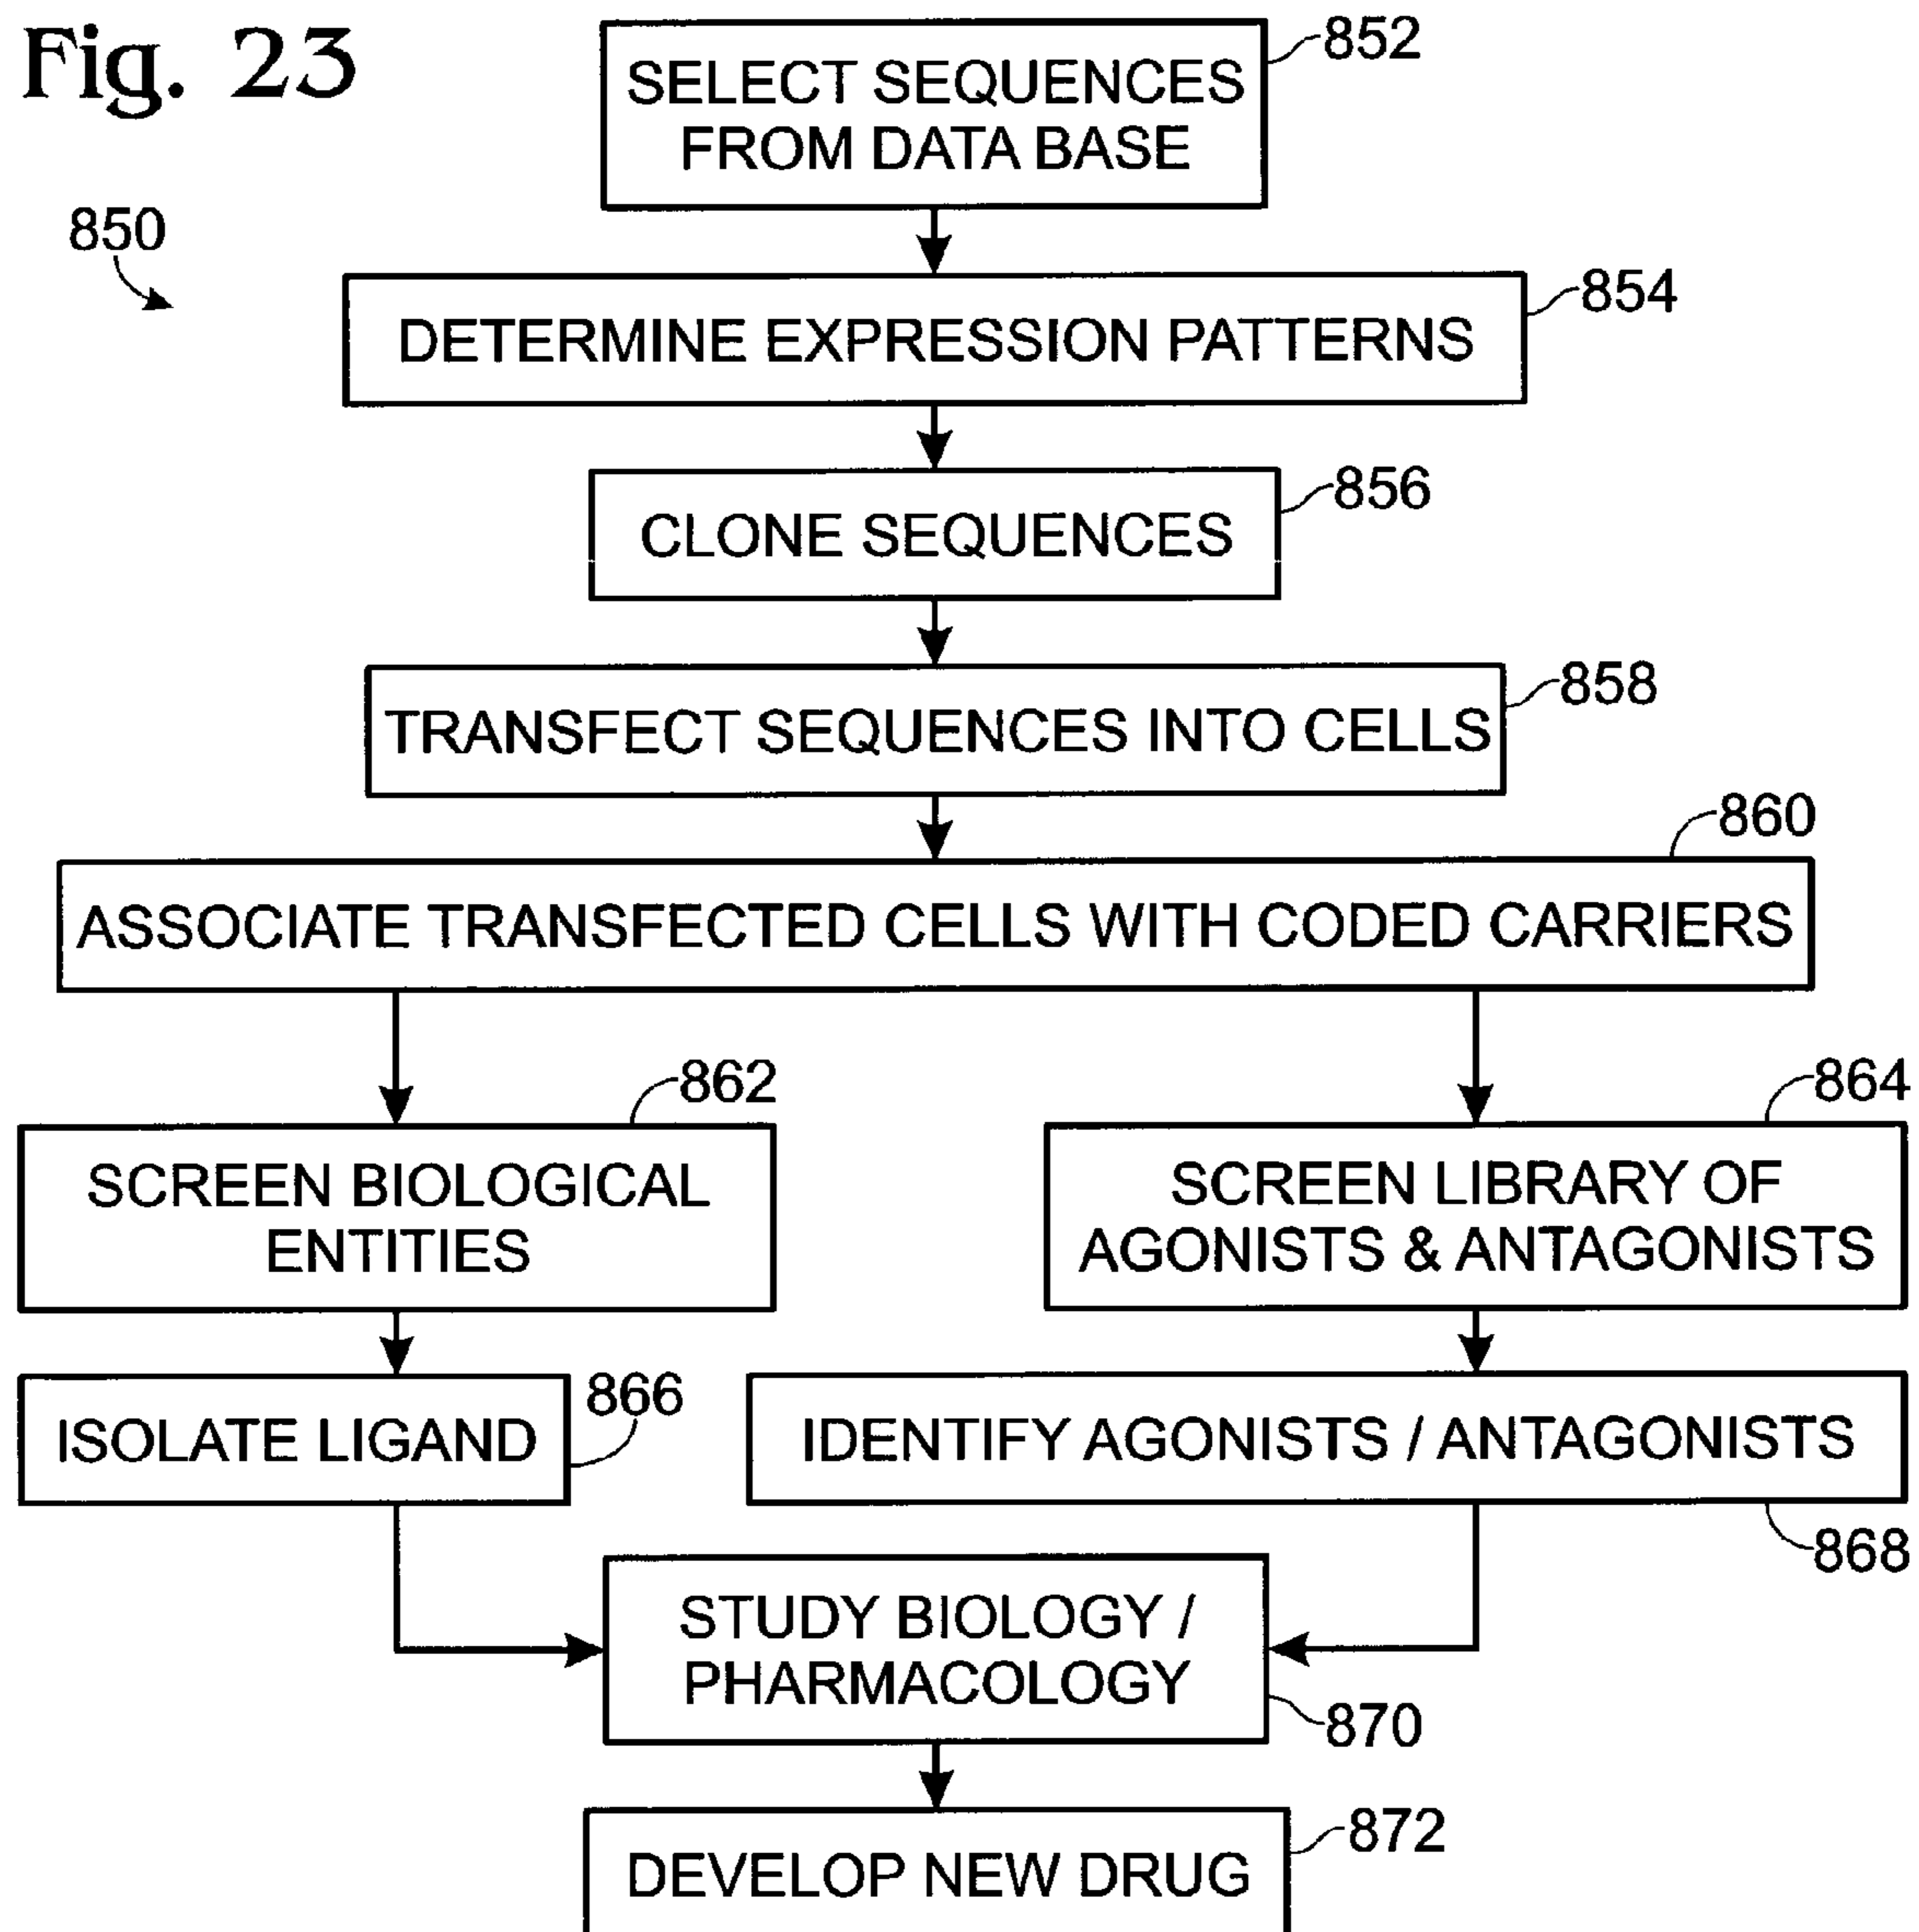 Fig. 23
852
SELECT SEQUENCES
FROM DATA BASE
850
854
DETERMINE EXPRESSION PATTERNS
856
CLONE SEQUENCES
858
TRANSFECT SEQUENCES INTO CELLS
860
ASSOCIATE TRANSFECTED CELLS WITH CODED CARRIERS
862
SCREEN BIOLOGICAL
ENTITIES
864
SCREEN LIBRARY OF
AGONISTS & ANTAGONISTS
ISOLATE LIGAND
866
IDENTIFY AGONISTS / ANTAGONISTS
868
STUDY BIOLOGY /
PHARMACOLOGY
870
872
DEVELOP NEW DRUG